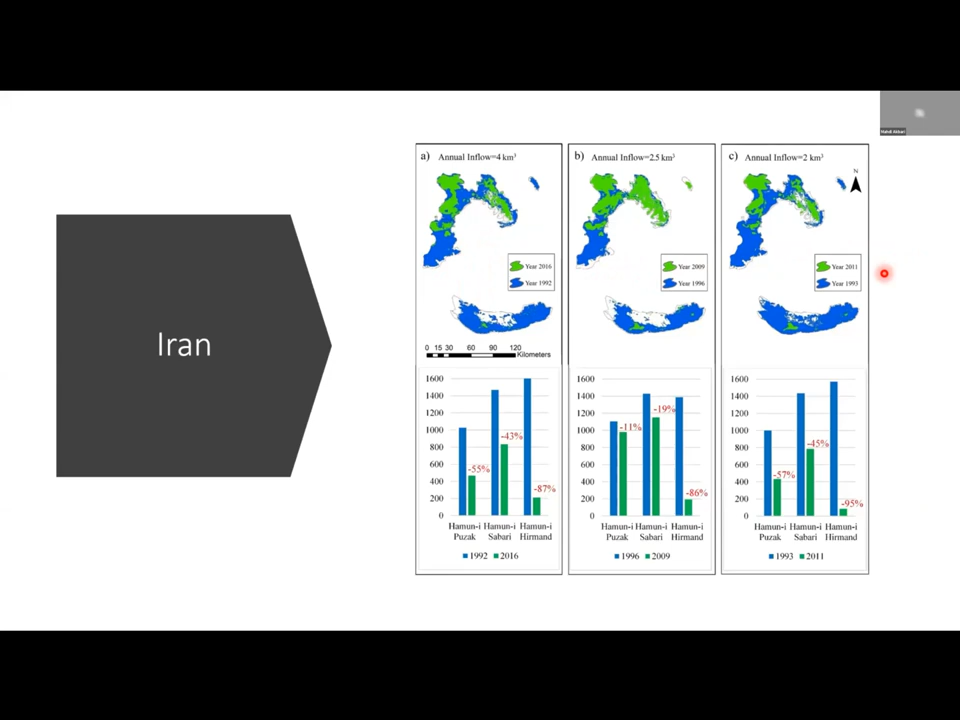 Mahdi Akbari
Iran
a) Annual Inflow=4 km³
Year 2016
Year 1992
0 15 30 60 90 120
Kilometers
1600
1400
1200
1000
800
600
400
200
0
-55%
-43%
-87%
Hamun-i Hamun-i Hamun-i
Puzak Sabari Hirmand
1992 2016
b) Annual Inflow=2.5 km³
Year 2009
Year 1996
1600
1400
1200
1000
800
600
400
200
0
-11%
-19%
-86%
Hamun-i Hamun-i Hamun-i
Puzak Sabari Hirmand
1996 2009
c) Annual Inflow=2 km³
N
Year 2011
Year 1993
1600
1400
1200
1000
800
600
400
200
0
-57%
-45%
-95%
Hamun-i Hamun-i Hamun-i
Puzak Sabari Hirmand
1993 2011